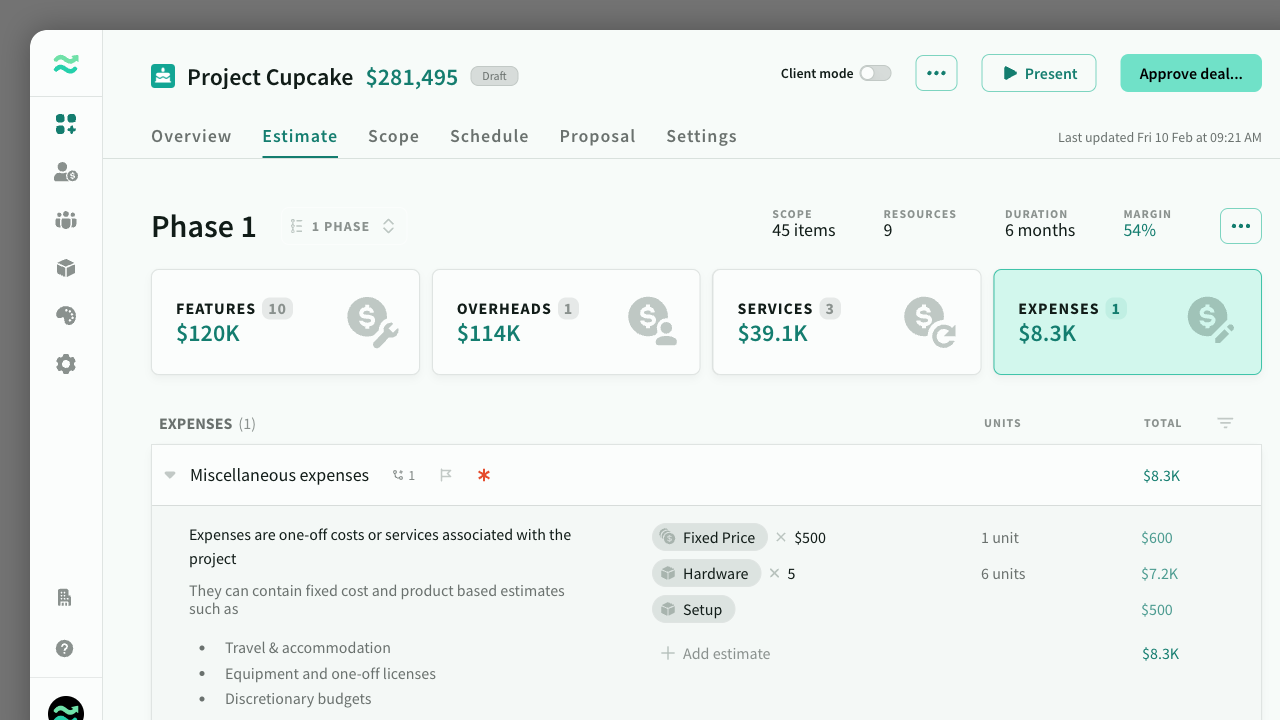 Project Cupcake $281,495 Draft
Client mode ••• Present Approve deal...
Overview Estimate Scope Schedule Proposal Settings
Last updated Fri 10 Feb at 09:21 AM
Phase 1 1 PHASE
SCOPE RESOURCES DURATION MARGIN
45 items 9 6 months 54%
FEATURES 10 OVERHEADS 1 SERVICES 3 EXPENSES 1
$120K $114K $39.1K $8.3K
EXPENSES (1) UNITS TOTAL
Miscellaneous expenses 1 $8.3K
Expenses are one-off costs or services associated with the
project
They can contain fixed cost and product based estimates
such as
• Travel & accommodation
• Equipment and one-off licenses
• Discretionary budgets
Fixed Price × $500 1 unit $600
Hardware × 5 6 units $7.2K
Setup $500
Add estimate $8.3K